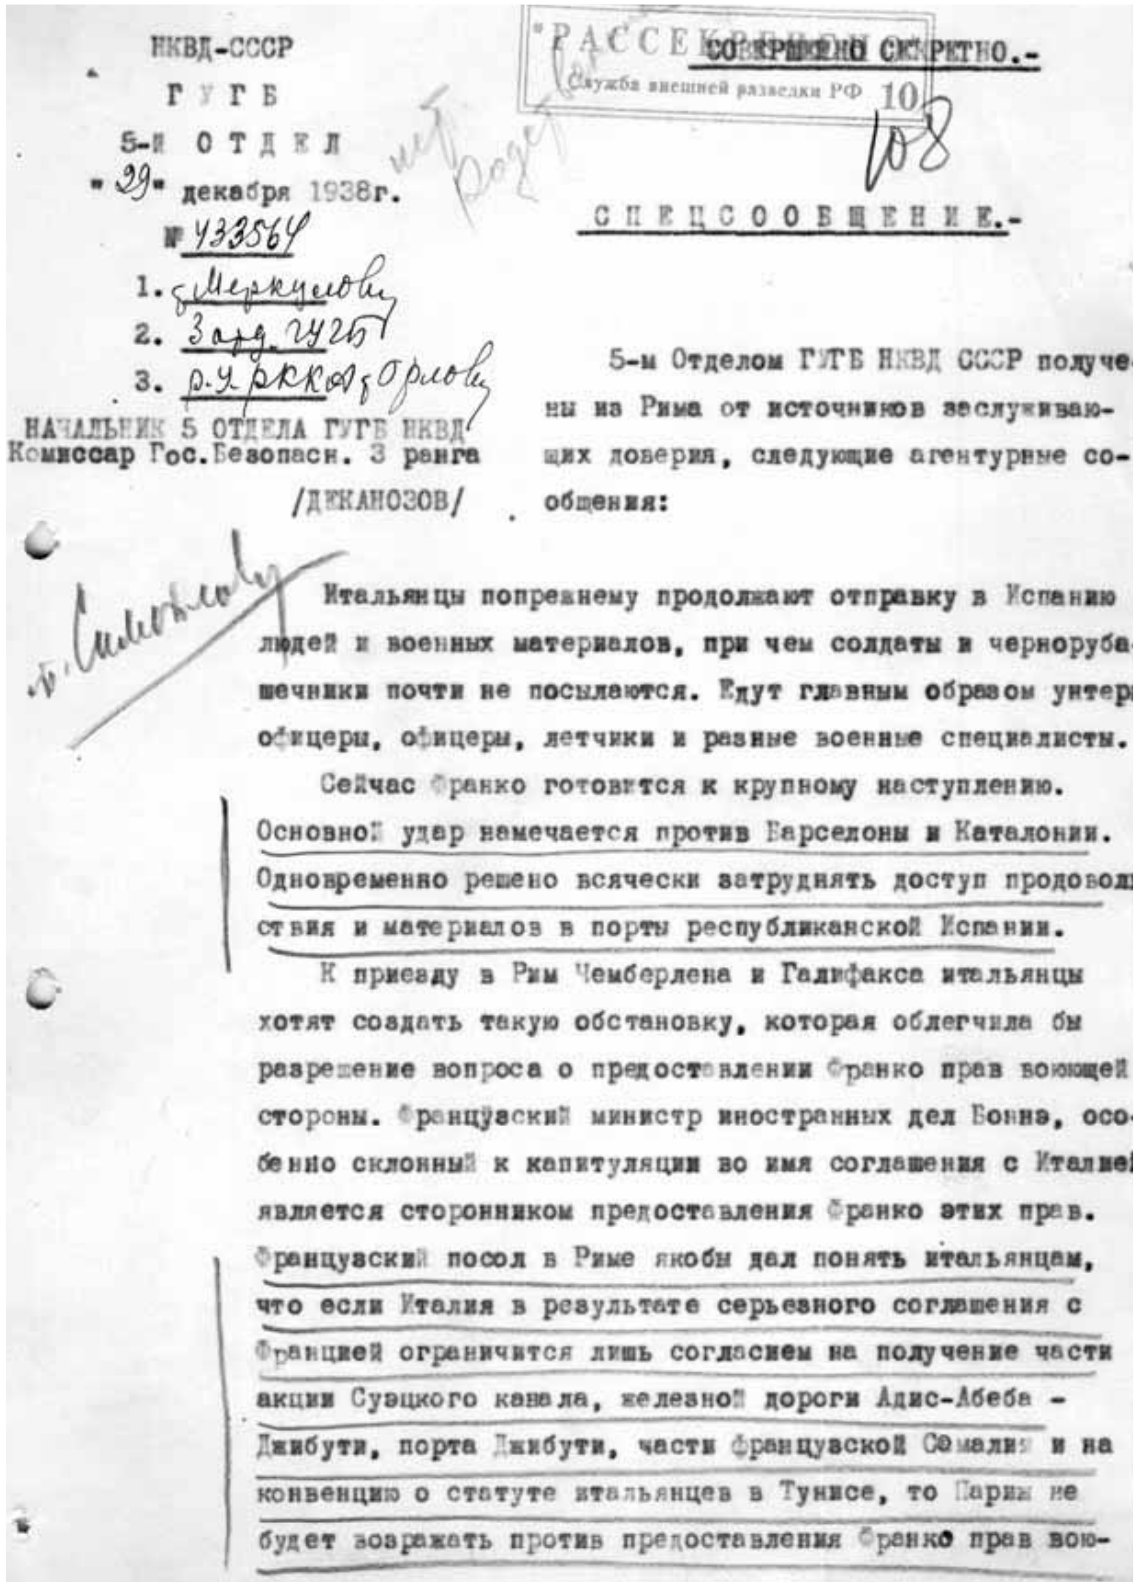 НКВД-СССР
ГУГБ
5-й ОТДЕЛ
"29" декабря 1938г.
№ 433564
1. т. Меркулову
2. 3 отд. ГУГБ
3. Р.У. РККА т. Орлову
НАЧАЛЬНИК 5 ОТДЕЛА ГУГБ НКВД
Комиссар Гос.Безопасн. 3 ранга
/ДЕКАНОЗОВ/
"РАССЕКРЕЧЕНО"
Служба внешней разведки РФ 10
СОВЕРШЕННО СЕКРЕТНО.-
108
СПЕЦСООБЩЕНИЕ.-
5-м Отделом ГУГБ НКВД СССР получе-
ны из Рима от источников заслуживаю-
щих доверия, следующие агентурные со-
общения:
Итальянцы попрежнему продолжают отправку в Испанию
людей и военных материалов, при чем солдаты и черноруба-
шечники почти не посылаются. Едут главным образом унтер
офицеры, офицеры, летчики и разные военные специалисты.
Сейчас Франко готовится к крупному наступлению.
Основной удар намечается против Барселоны и Каталонии.
Одновременно решено всячески затруднять доступ продоволь
ствия и материалов в порты республиканской Испании.
К приезду в Рим Чемберлена и Галифакса итальянцы
хотят создать такую обстановку, которая облегчила бы
разрешение вопроса о предоставлении Франко прав воюющей
стороны. Французский министр иностранных дел Боннэ, осо-
бенно склонный к капитуляции во имя соглашения с Италией
является сторонником предоставления Франко этих прав.
Французский посол в Риме якобы дал понять итальянцам,
что если Италия в результате серьезного соглашения с
Францией ограничится лишь согласием на получение части
акции Суэцкого канала, железной дороги Адис-Абеба -
Джибути, порта Джибути, части французской Сомалии и на
конвенцию о статуте итальянцев в Тунисе, то Париж не
будет возражать против предоставления Франко прав вою-